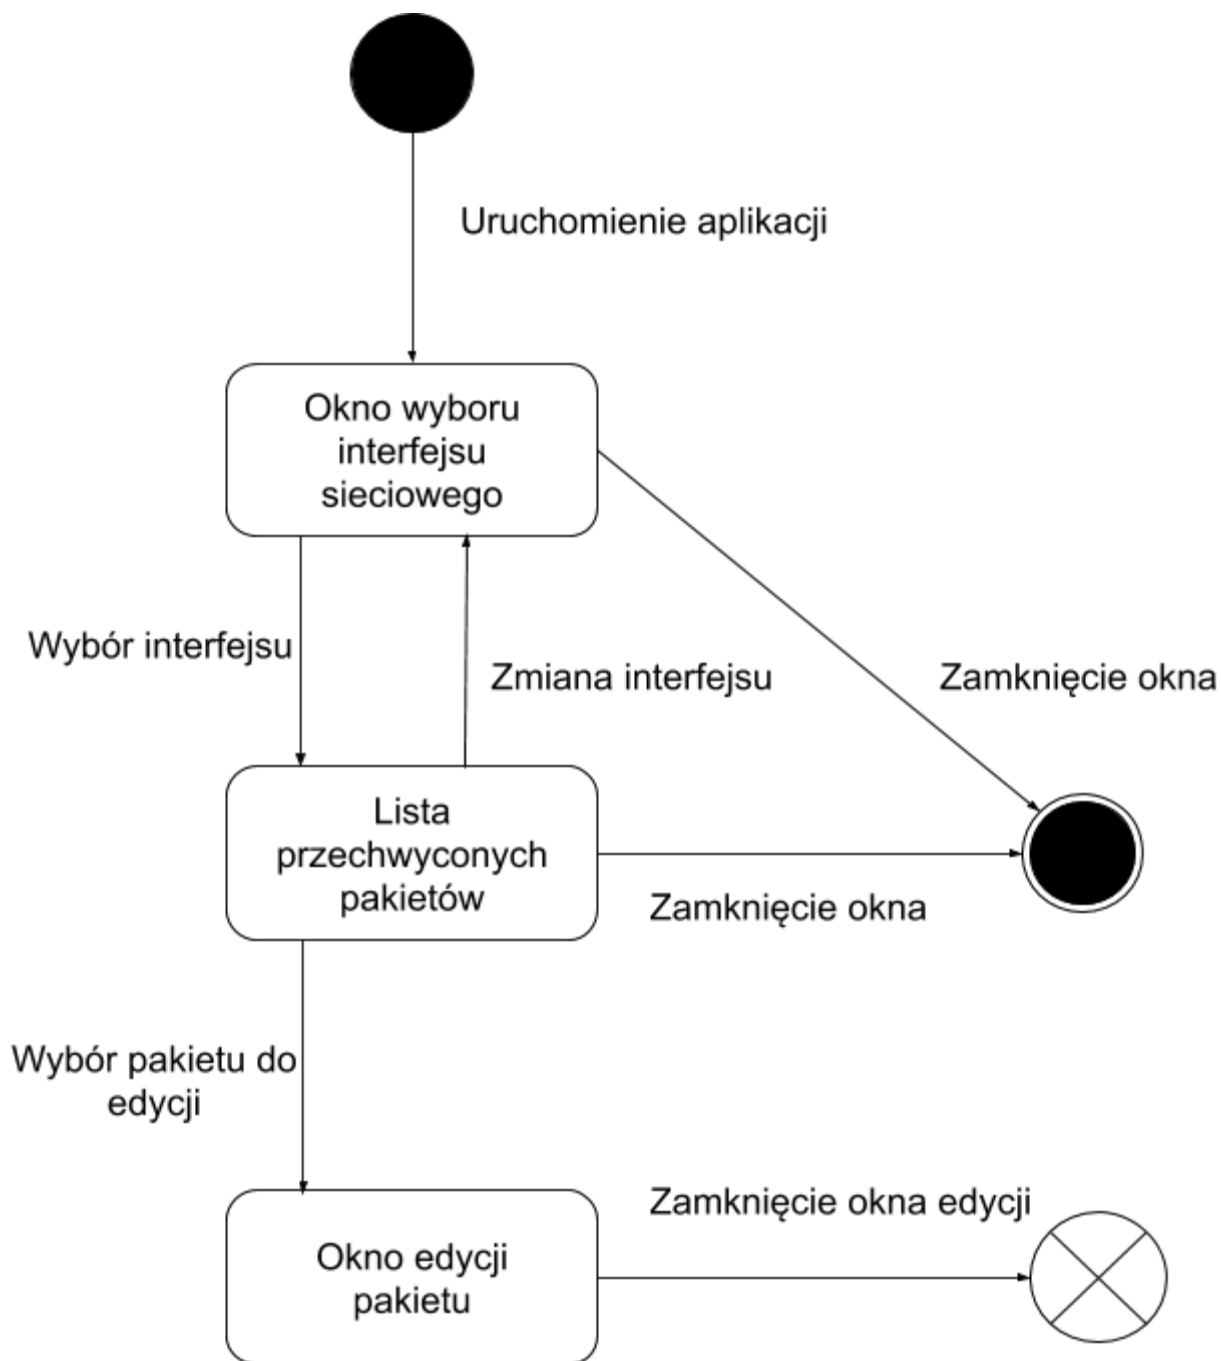 Uruchomienie aplikacji
Okno wyboru
interfejsu
sieciowego
Wybór interfejsu
Zmiana interfejsu
Zamknięcie okna
Lista
przechwyconych
pakietów
Zamknięcie okna
Wybór pakietu do
edycji
Zamknięcie okna edycji
Okno edycji
pakietu